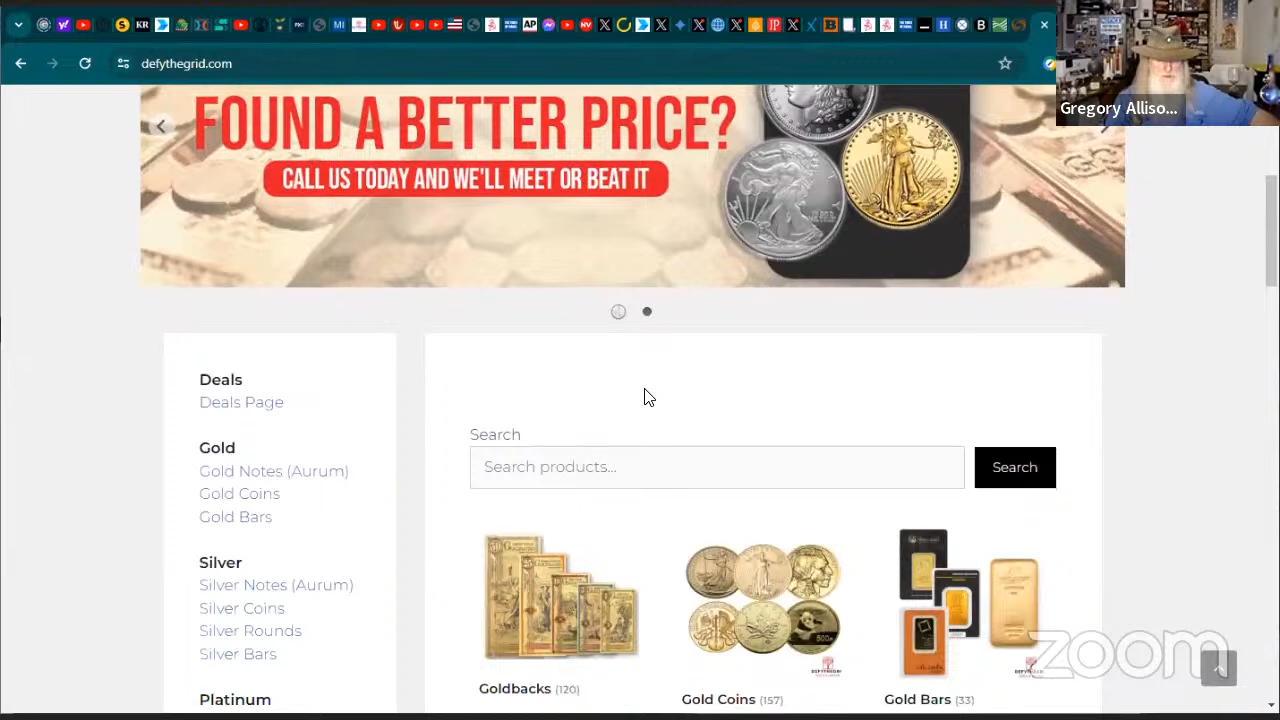 defythegrid.com
Gregory Alliso...
FOUND A BETTER PRICE?
CALL US TODAY AND WE'LL MEET OR BEAT IT
Deals
Deals Page
Gold
Gold Notes (Aurum)
Gold Coins
Gold Bars
Silver
Silver Notes (Aurum)
Silver Coins
Silver Rounds
Silver Bars
Platinum
Search
Search products...
Search
Goldbacks (120)
Gold Coins (157)
Gold Bars (33)
zoom